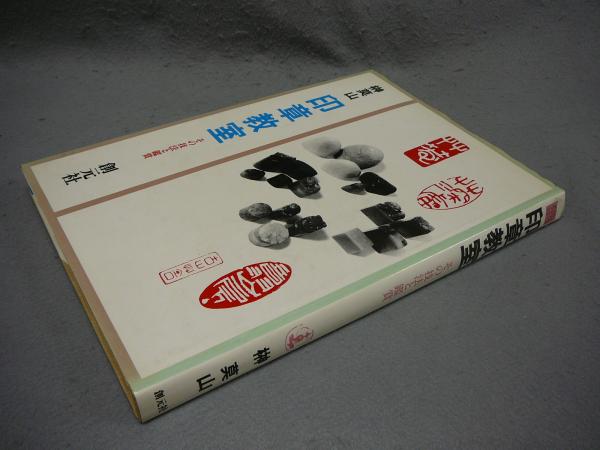 榊莫山
印章教室
その技法と鑑賞
創元社
印章教室
その技法と鑑賞
榊莫山
創元社